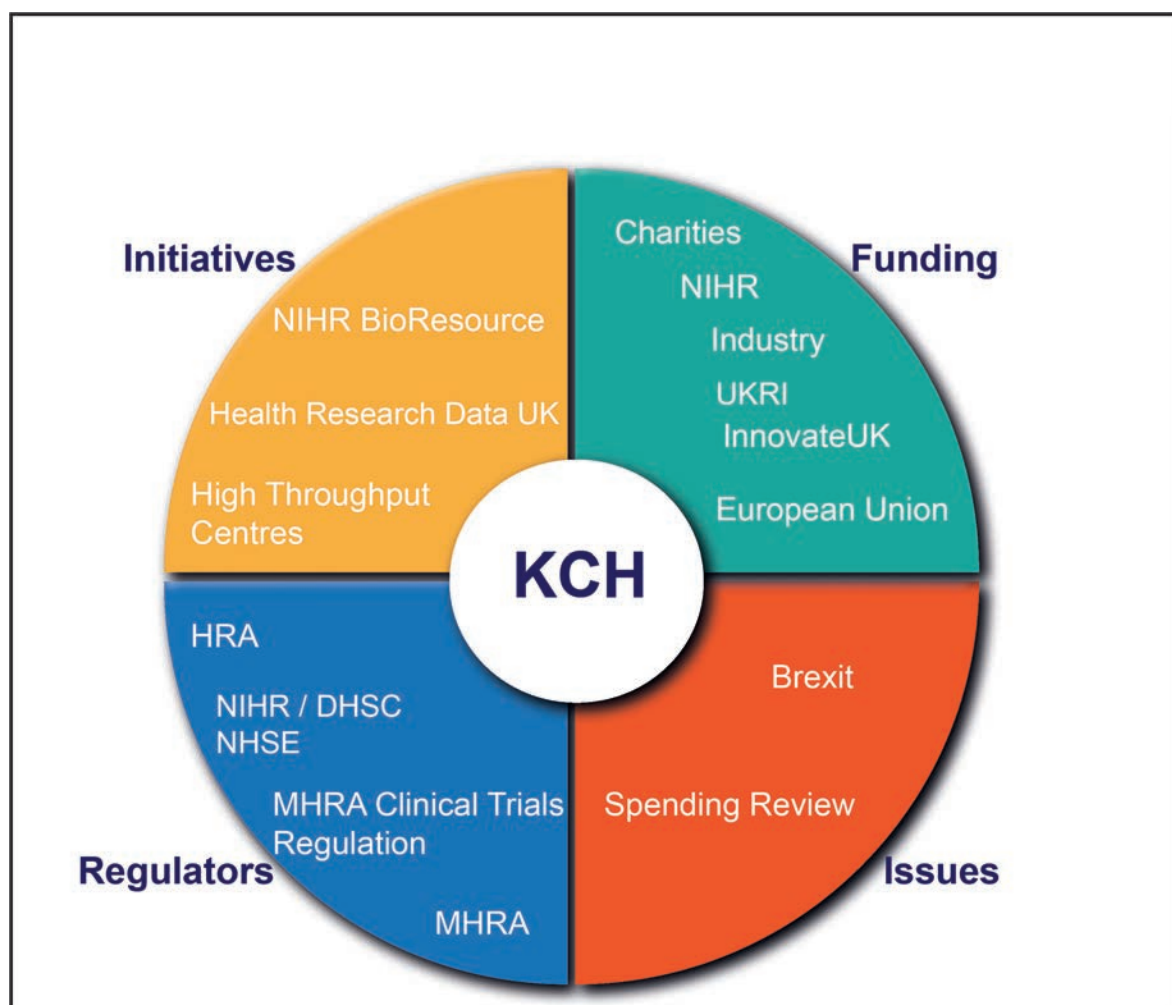 Initiatives
NIHR BioResource
Health Research Data UK
High Throughput
Centres
Funding
Charities
NIHR
Industry
UKRI
InnovateUK
European Union
KCH
Regulators
HRA
NIHR / DHSC
NHSE
MHRA Clinical Trials
Regulation
MHRA
Issues
Brexit
Spending Review